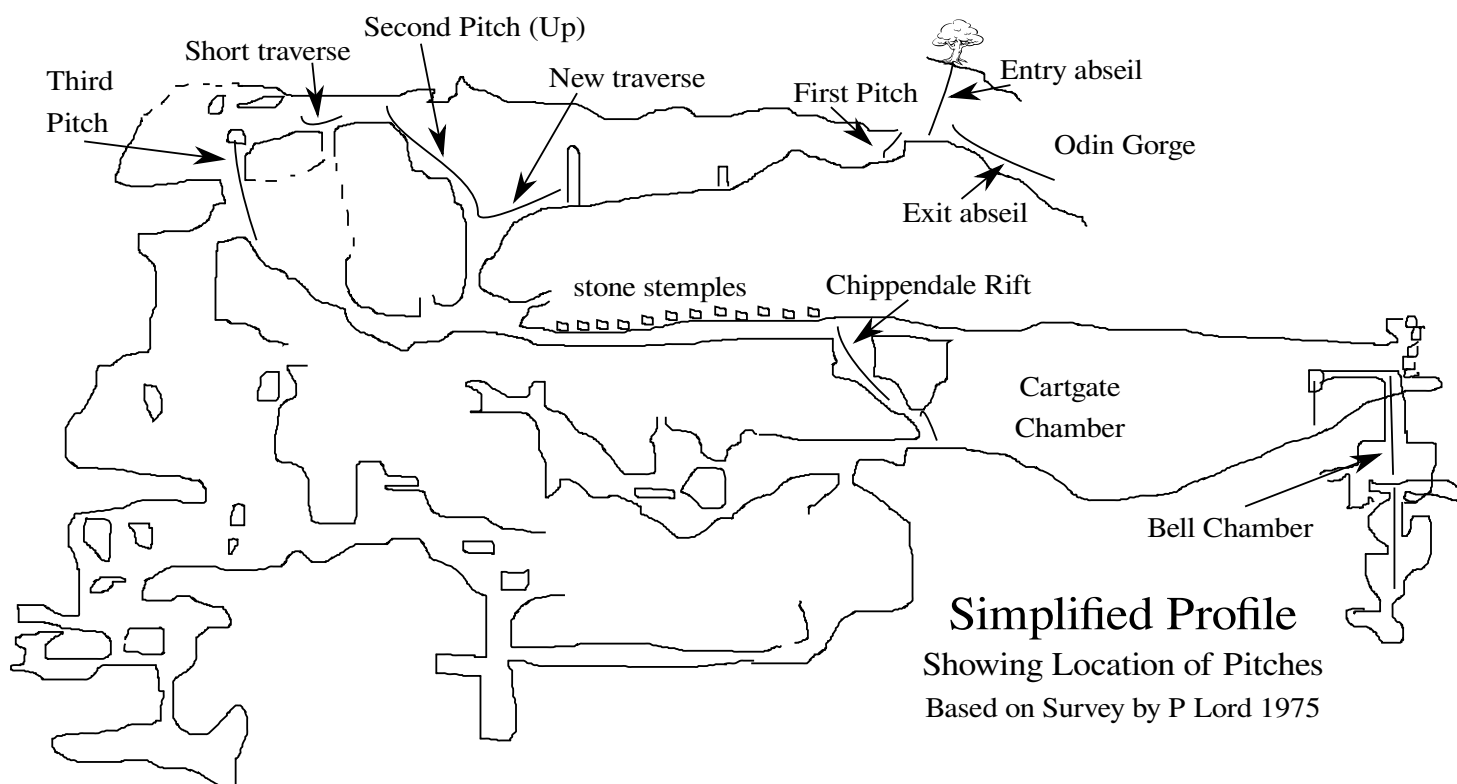 Second Pitch (Up)
Short traverse
New traverse
Third
Pitch
First Pitch
Entry abseil
Odin Gorge
Exit abseil
stone stemples
Chippendale Rift
Cartgate
Chamber
Bell Chamber
Simplified Profile
Showing Location of Pitches
Based on Survey by P Lord 1975